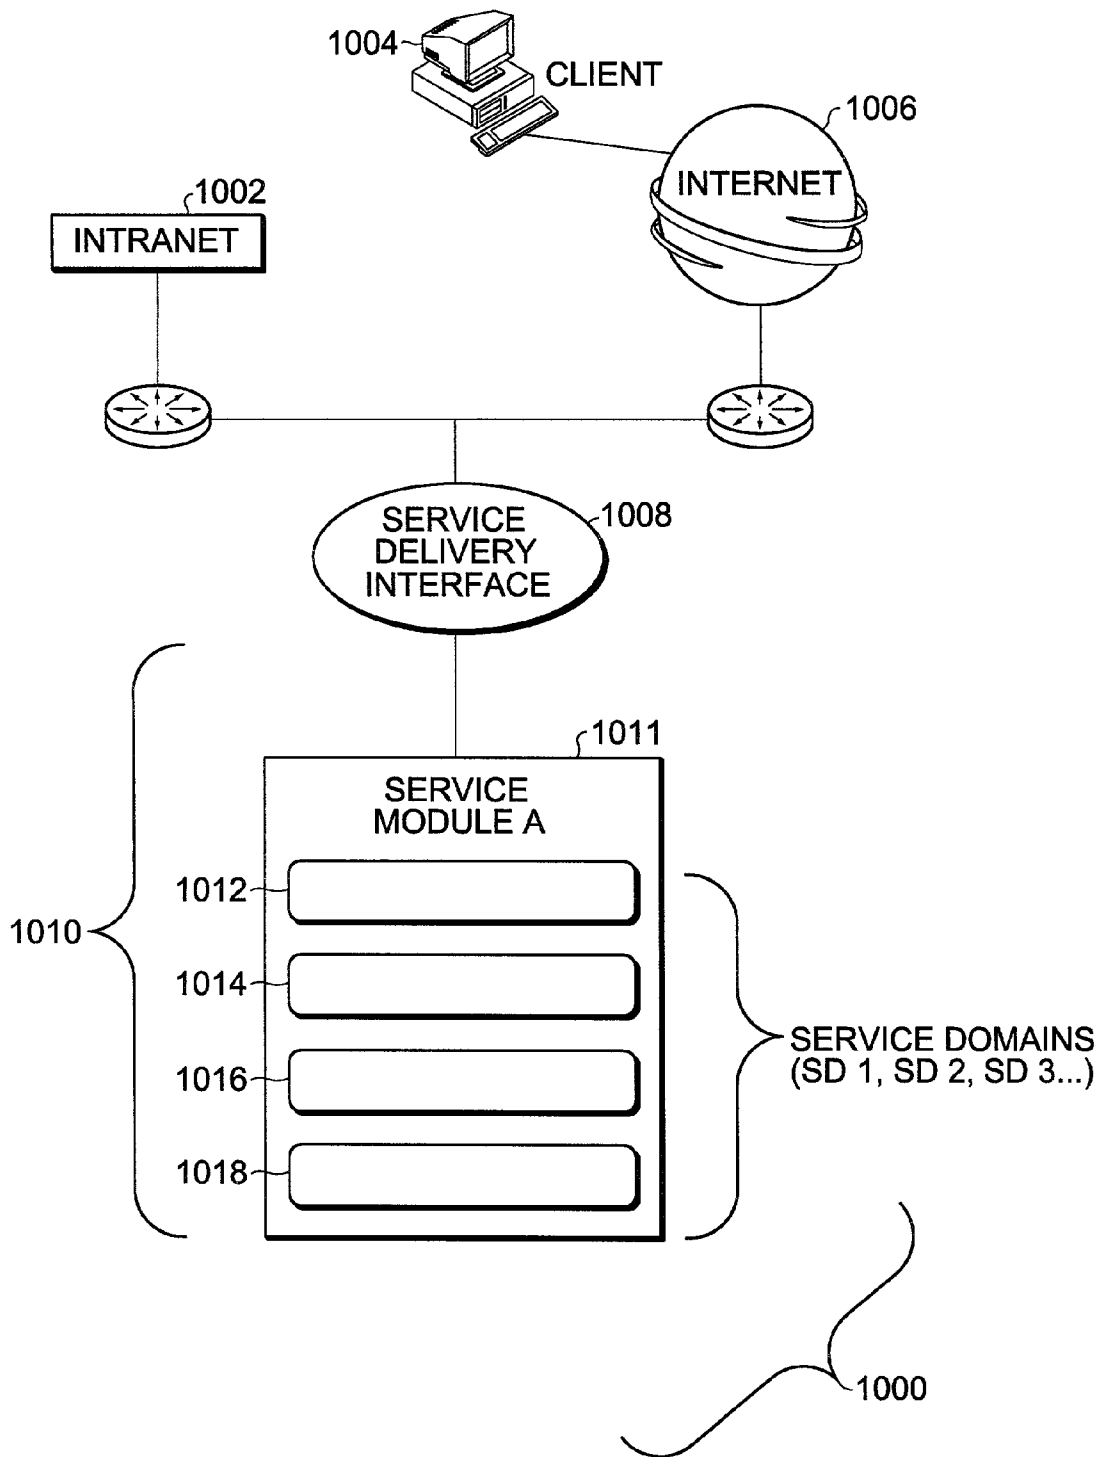 1004
CLIENT
1006
INTERNET
1002
INTRANET
SERVICE
DELIVERY
INTERFACE
1008
1011
SERVICE
MODULE A
1012
1010
1014
SERVICE DOMAINS
(SD 1, SD 2, SD 3...)
1016
1018
1000